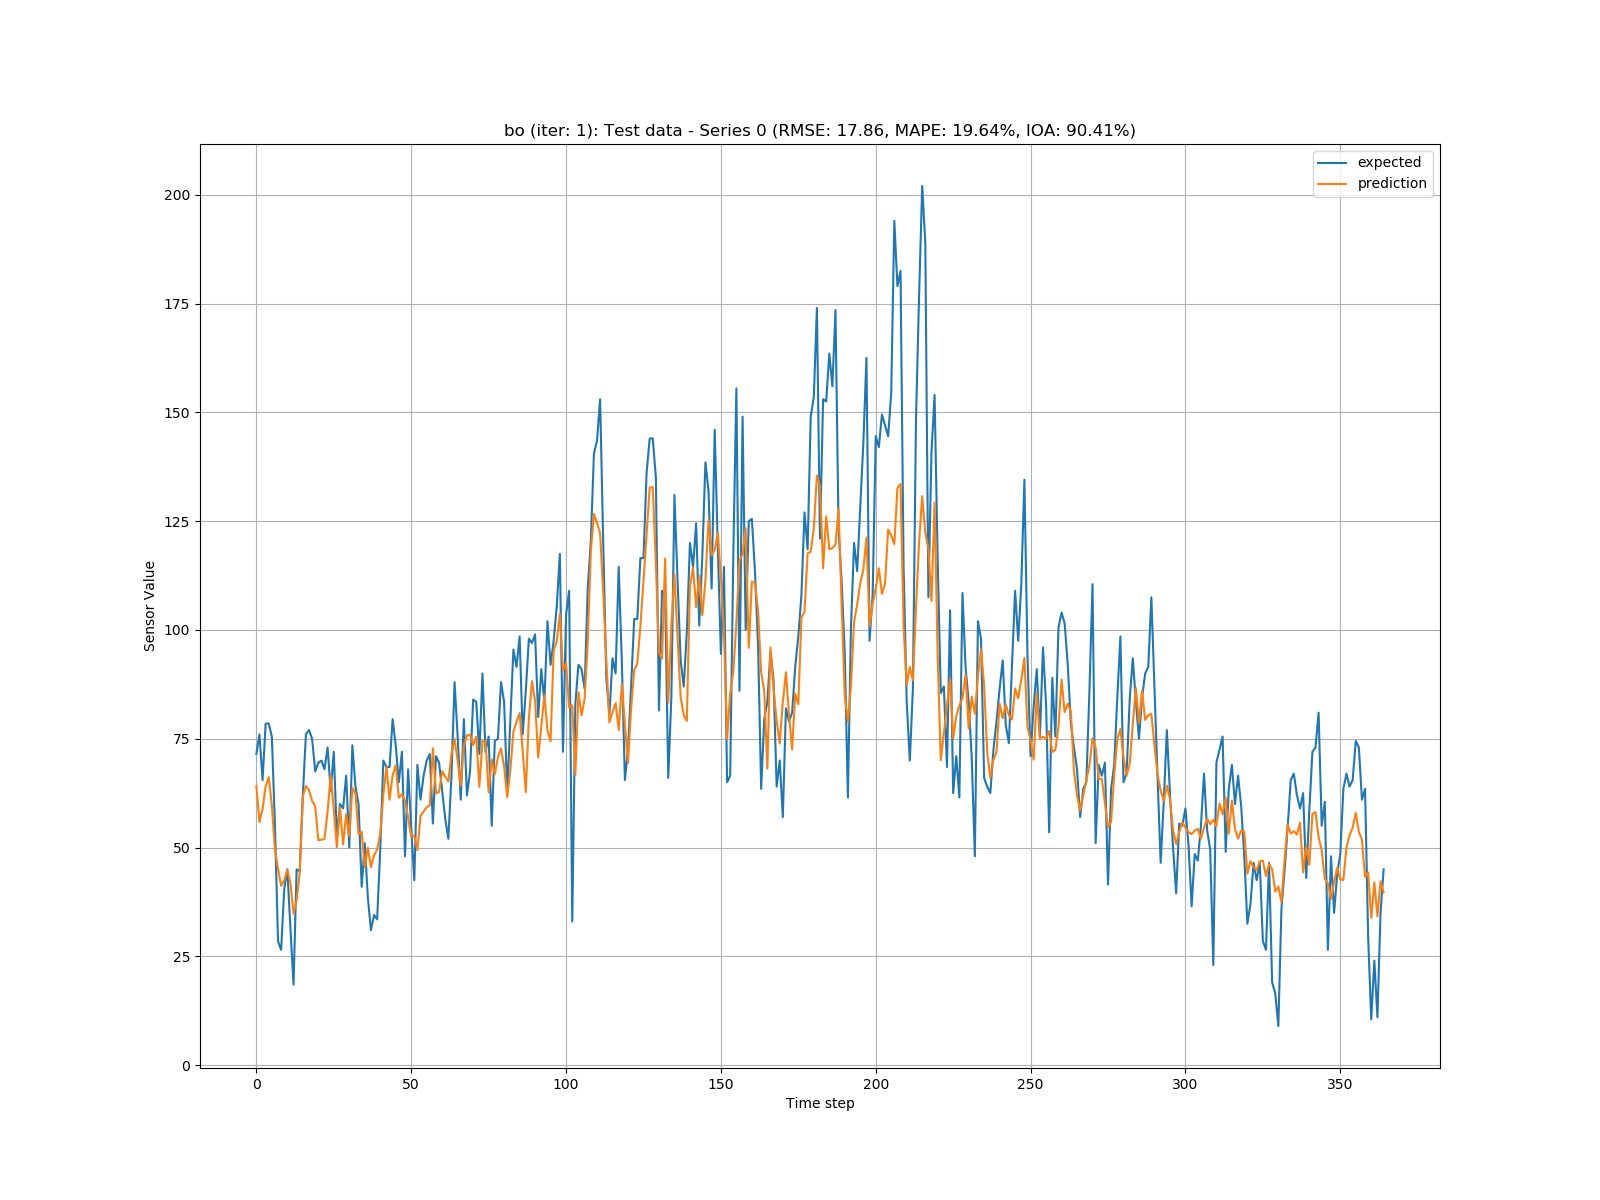 bo (iter: 1): Test data - Series 0 (RMSE: 17.86, MAPE: 19.64%, IOA: 90.41%)
expected
prediction
200
175
150
125
100
75
50
25
0
Sensor Value
0 50 100 150 200 250 300 350
Time step